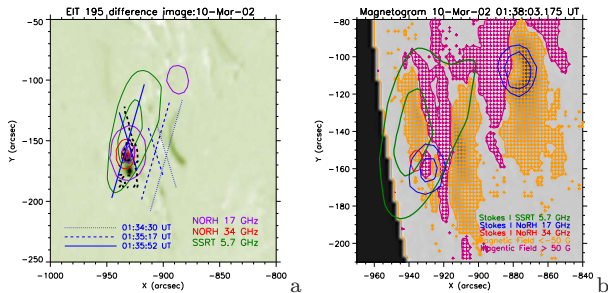 EIT 195 difference image:10-Mar-02
-50
-100
-150
-200
-250
Y (arcsec)
NORH 17 GHz
NORH 34 GHz
SSRT 5.7 GHz
01:34:30 UT
01:35:17 UT
01:35:52 UT
-1000 -950 -900 -850 -800
X (arcsec)
a
Magnetogram 10-Mar-02 01:38:03.175 UT
-80
-100
-120
-140
-160
-180
-200
Y (arcsec)
Stokes I SSRT 5.7 GHz
Stokes I NoRH 17 GHz
Stokes I NoRH 34 GHz
Magnetic Field <-50 G
Magentic Field > 50 G
-960 -940 -920 -900 -880 -860 -840
X (arcsec)
b